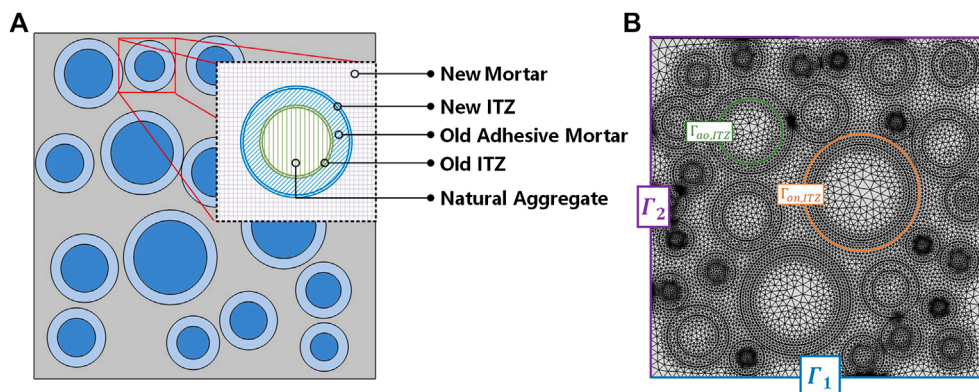 A
New Mortar
New ITZ
Old Adhesive Mortar
Old ITZ
Natural Aggregate
B
Γao,ITZ
Γon,ITZ
Γ2
Γ1